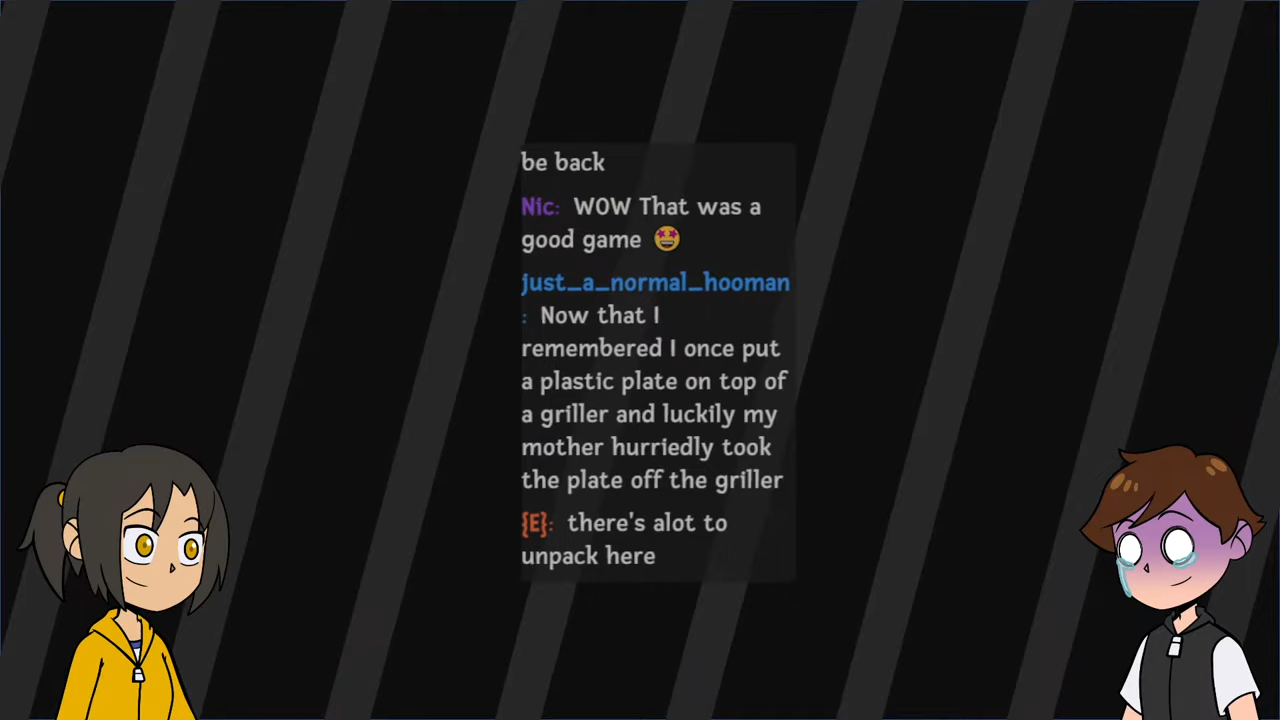 be back
Nic: WOW That was a
good game 🤩
just_a_normal_hooman
: Now that I
remembered I once put
a plastic plate on top of
a griller and luckily my
mother hurriedly took
the plate off the griller
{E}: there's alot to
unpack here